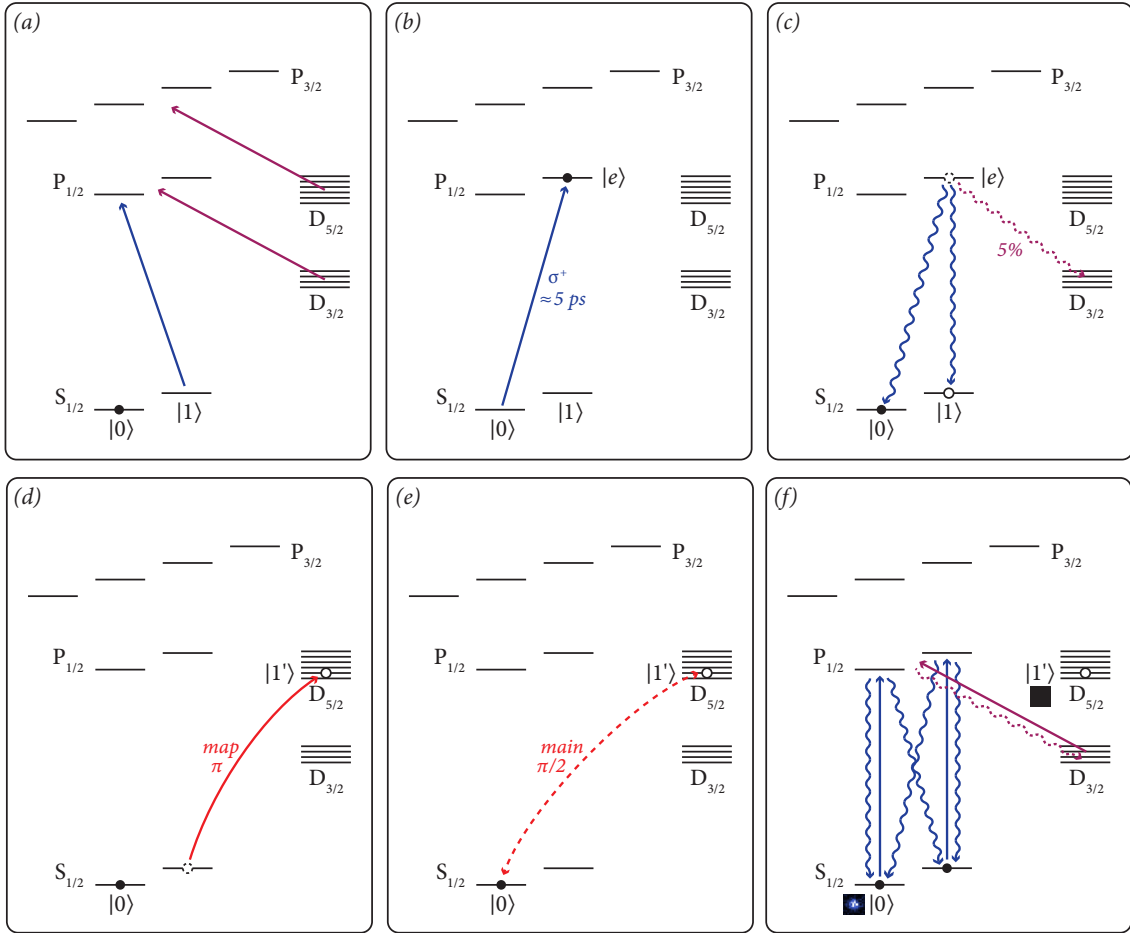 (a)
P3/2
P1/2
D5/2
D3/2
S1/2
|0⟩
|1⟩
(b)
P3/2
P1/2
|e⟩
D5/2
σ+
≈5 ps
D3/2
S1/2
|0⟩
|1⟩
(c)
P3/2
P1/2
|e⟩
D5/2
5%
D3/2
S1/2
|0⟩
|1⟩
(d)
P3/2
P1/2
|1'⟩
D5/2
map
π
D3/2
S1/2
|0⟩
(e)
P3/2
P1/2
|1'⟩
D5/2
main
π/2
D3/2
S1/2
|0⟩
(f)
P3/2
P1/2
|1'⟩
D5/2
D3/2
S1/2
|0⟩